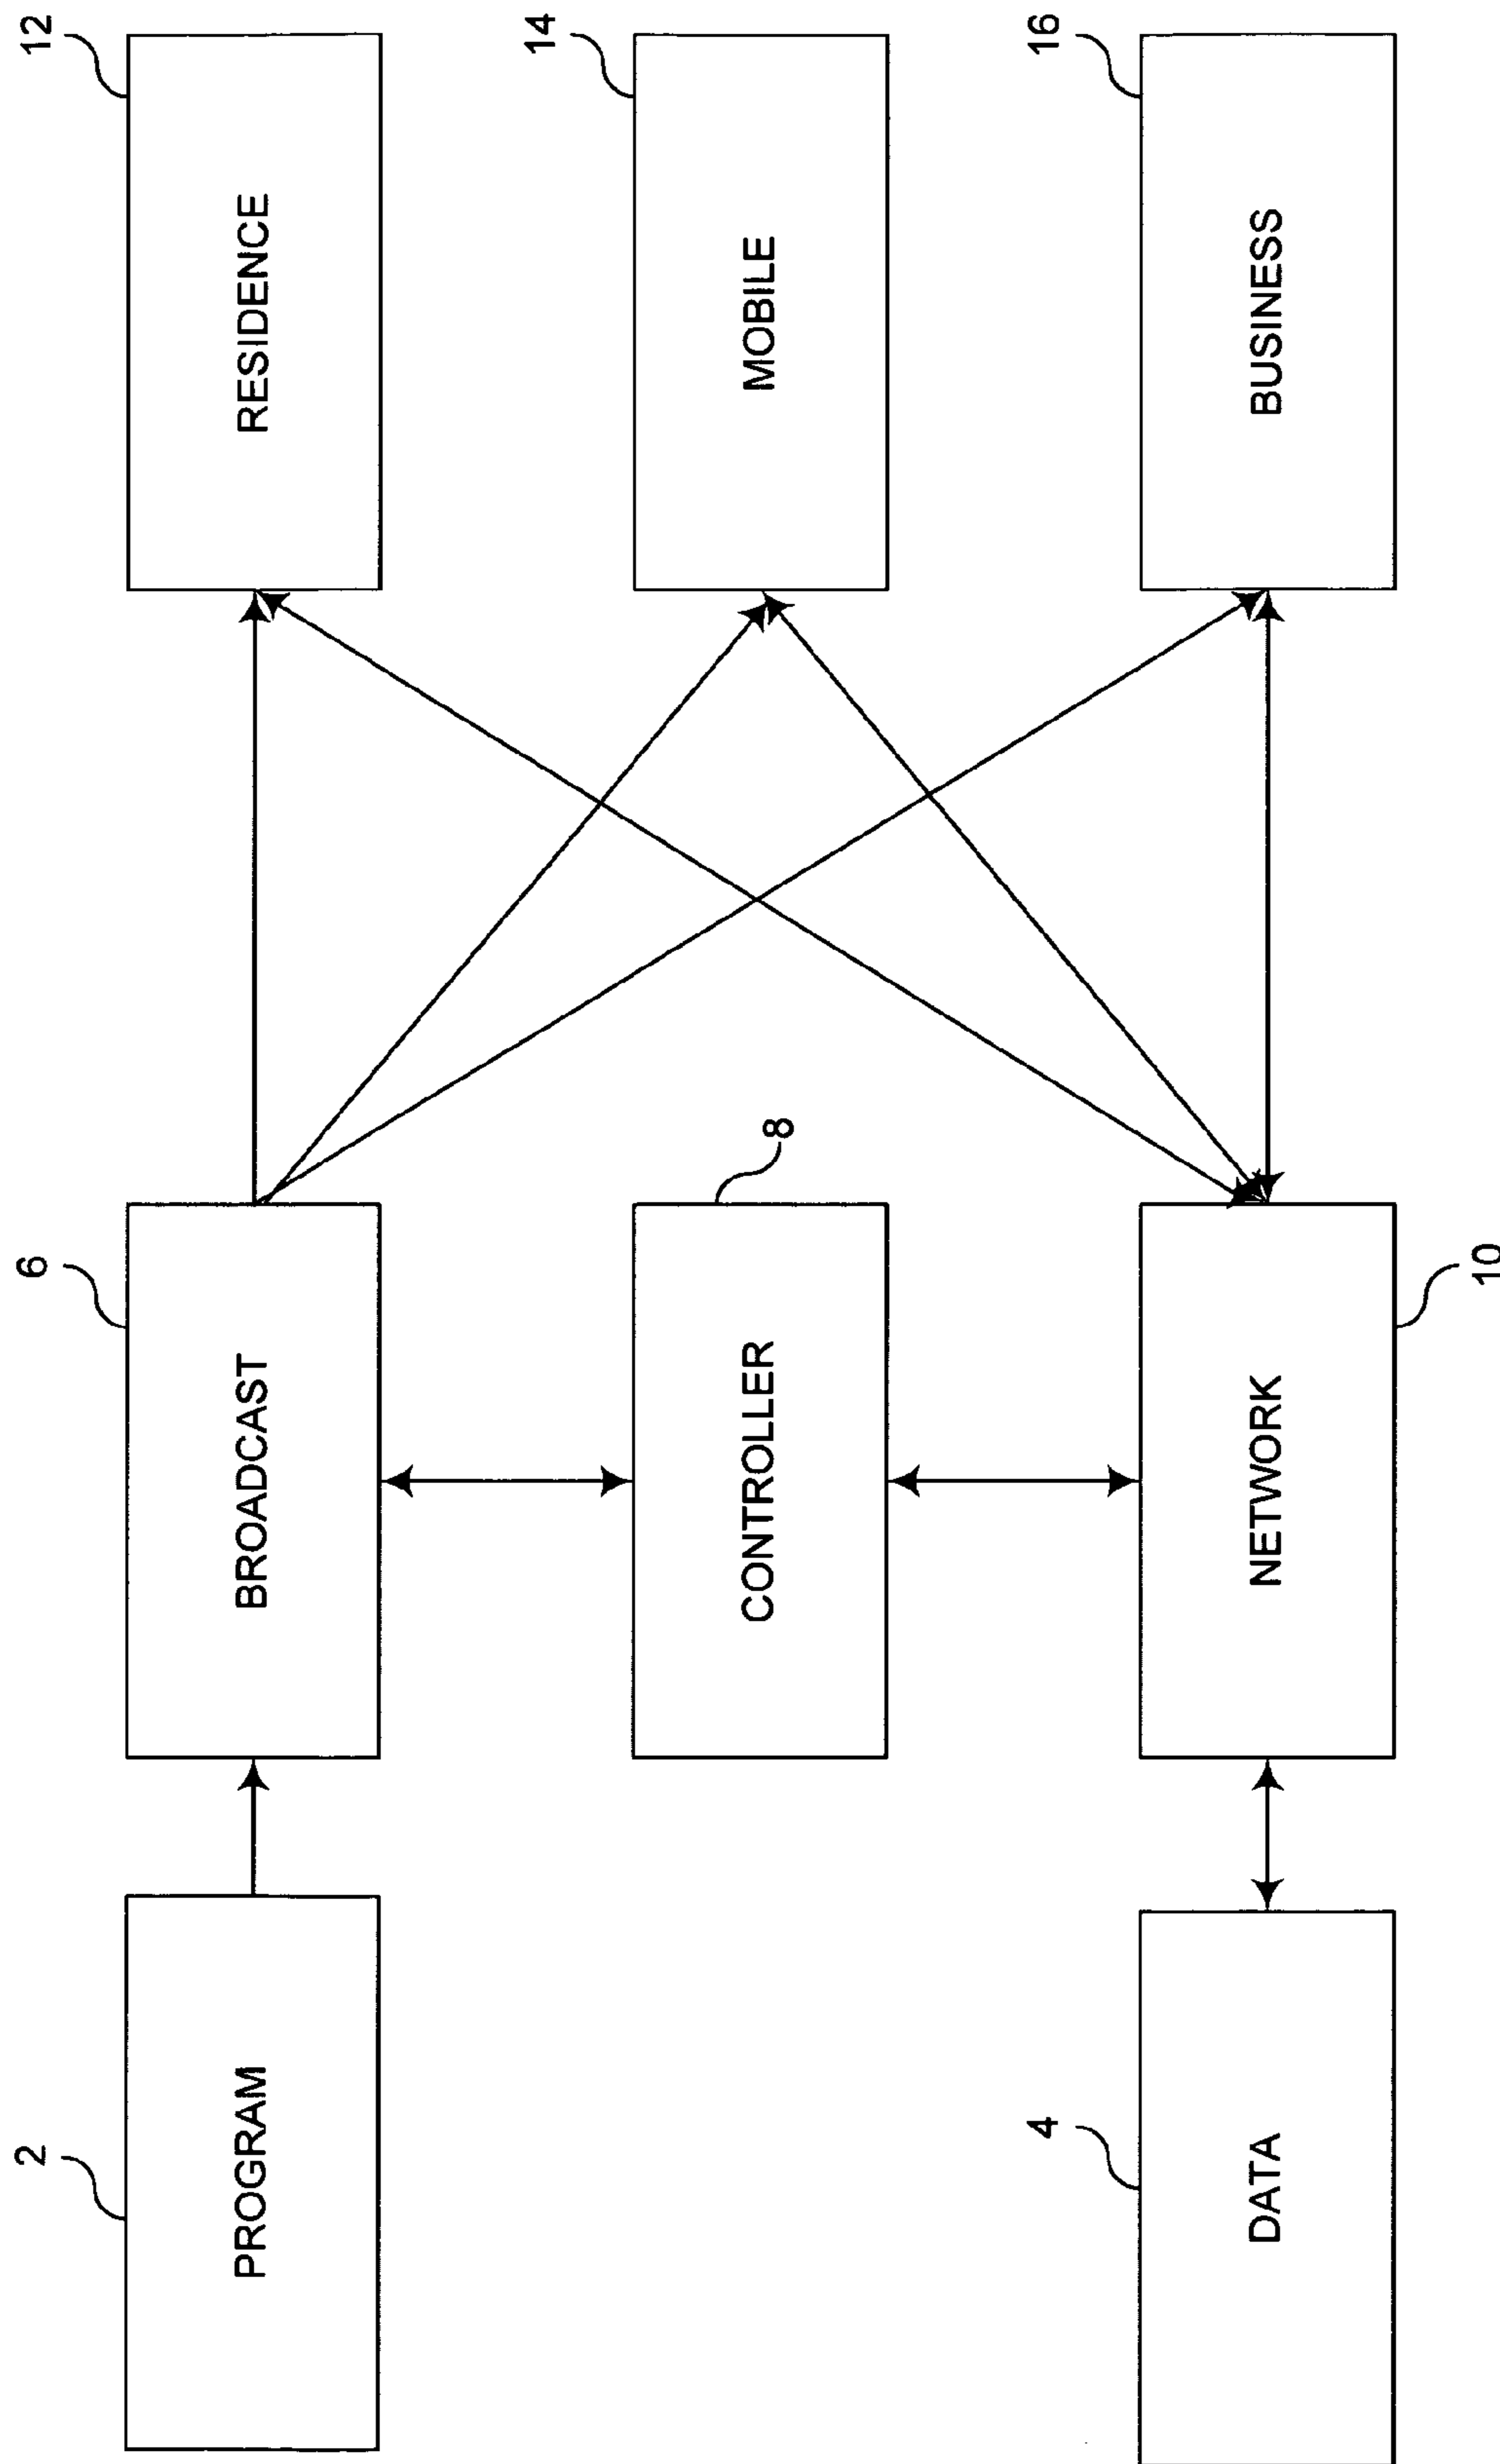 2
PROGRAM
6
BROADCAST
12
RESIDENCE
8
CONTROLLER
14
MOBILE
4
DATA
10
NETWORK
16
BUSINESS